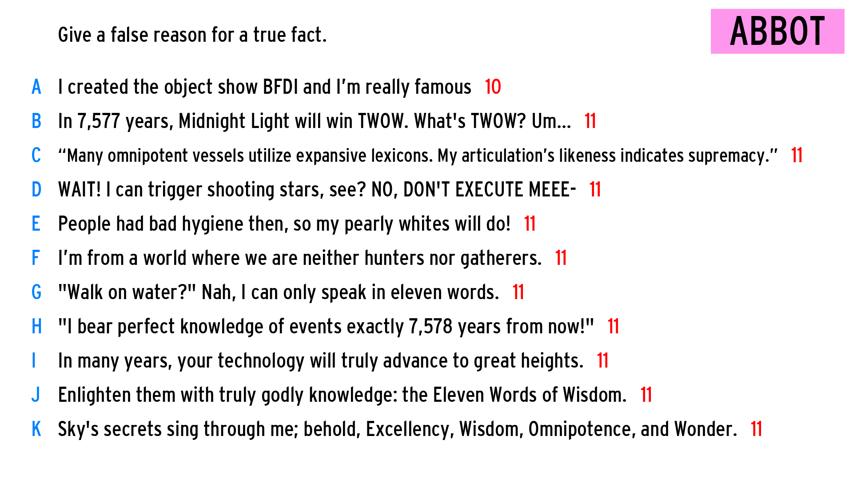 Give a false reason for a true fact.
ABBOT
A I created the object show BFDI and I'm really famous 10
B In 7,577 years, Midnight Light will win TWOW. What's TWOW? Um... 11
C “Many omnipotent vessels utilize expansive lexicons. My articulation’s likeness indicates supremacy.” 11
D WAIT! I can trigger shooting stars, see? NO, DON'T EXECUTE MEEE- 11
E People had bad hygiene then, so my pearly whites will do! 11
F I’m from a world where we are neither hunters nor gatherers. 11
G "Walk on water?" Nah, I can only speak in eleven words. 11
H "I bear perfect knowledge of events exactly 7,578 years from now!" 11
I In many years, your technology will truly advance to great heights. 11
J Enlighten them with truly godly knowledge: the Eleven Words of Wisdom. 11
K Sky's secrets sing through me; behold, Excellency, Wisdom, Omnipotence, and Wonder. 11